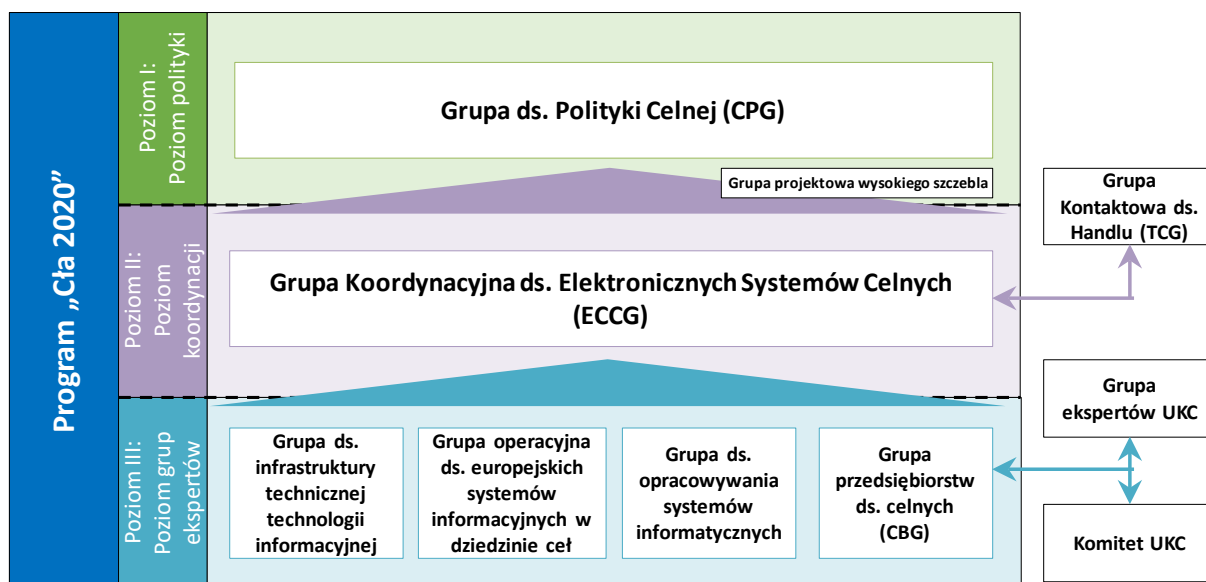 Program „Cła 2020”
Poziom I:
Poziom polityki
Grupa ds. Polityki Celnej (CPG)
Grupa projektowa wysokiego szczebla
Poziom II:
Poziom
koordynacji
Grupa Koordynacyjna ds. Elektronicznych Systemów Celnych
(ECCG)
Grupa
Kontaktowa ds.
Handlu (TCG)
Poziom III:
Poziom grup
ekspertów
Grupa ds.
infrastruktury
technicznej
technologii
informacyjnej
Grupa operacyjna
ds. europejskich
systemów
informacyjnych w
dziedzinie ceł
Grupa ds.
opracowywania
systemów
informatycznych
Grupa
przedsiębiorstw
ds. celnych
(CBG)
Grupa
ekspertów UKC
Komitet UKC